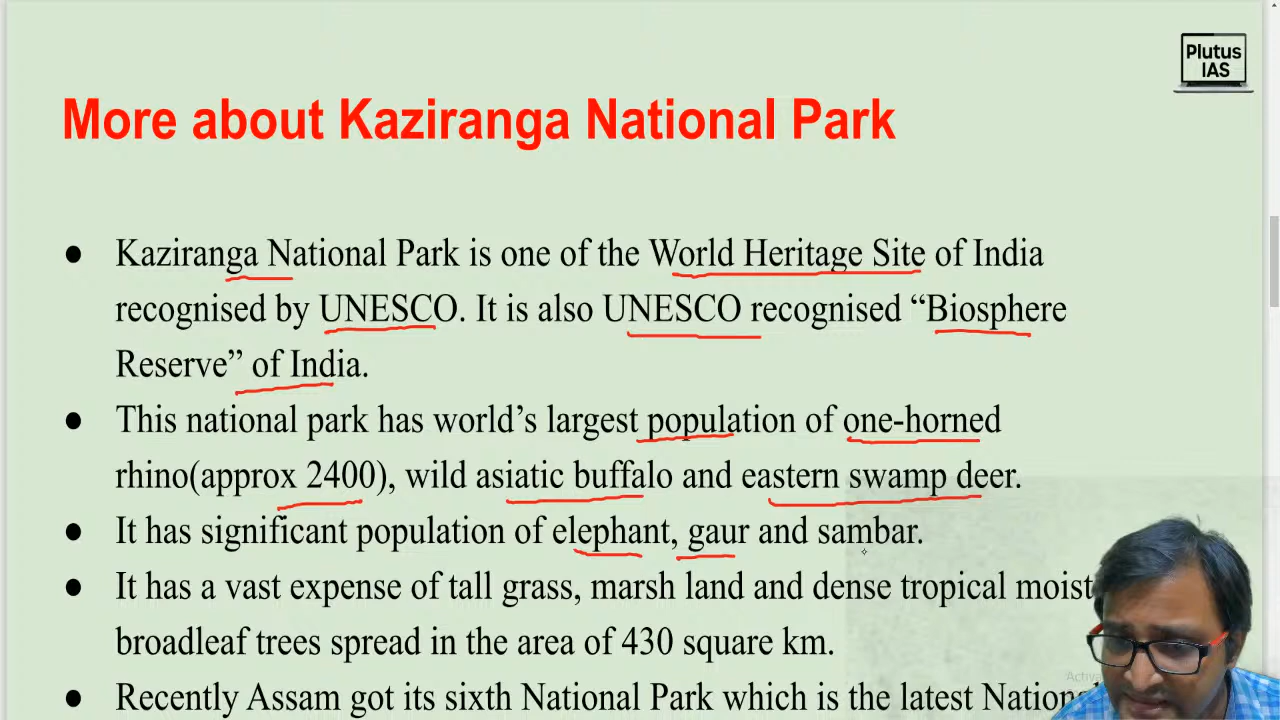 Plutus
IAS
More about Kaziranga National Park
● Kaziranga National Park is one of the World Heritage Site of India
recognised by UNESCO. It is also UNESCO recognised “Biosphere
Reserve” of India.
● This national park has world’s largest population of one-horned
rhino(approx 2400), wild asiatic buffalo and eastern swamp deer.
● It has significant population of elephant, gaur and sambar.
● It has a vast expense of tall grass, marsh land and dense tropical moist
broadleaf trees spread in the area of 430 square km.
● Recently Assam got its sixth National Park which is the latest National